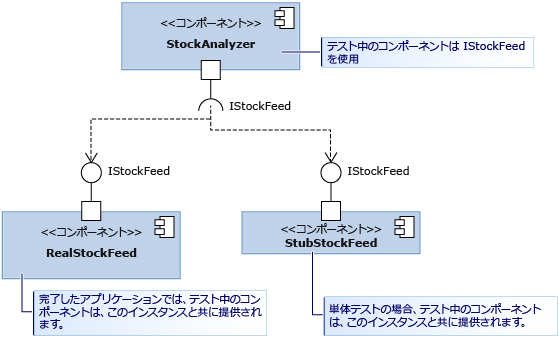 <<コンポーネント>>
StockAnalyzer
テスト中のコンポーネントは IStockFeed
を使用
IStockFeed
IStockFeed
IStockFeed
<<コンポーネント>>
RealStockFeed
<<コンポーネント>>
StubStockFeed
完了したアプリケーションでは、テスト中のコン
ポーネントは、このインスタンスと共に提供されま
す。
単体テストの場合、テスト中のコンポーネント
は、このインスタンスと共に提供されます。